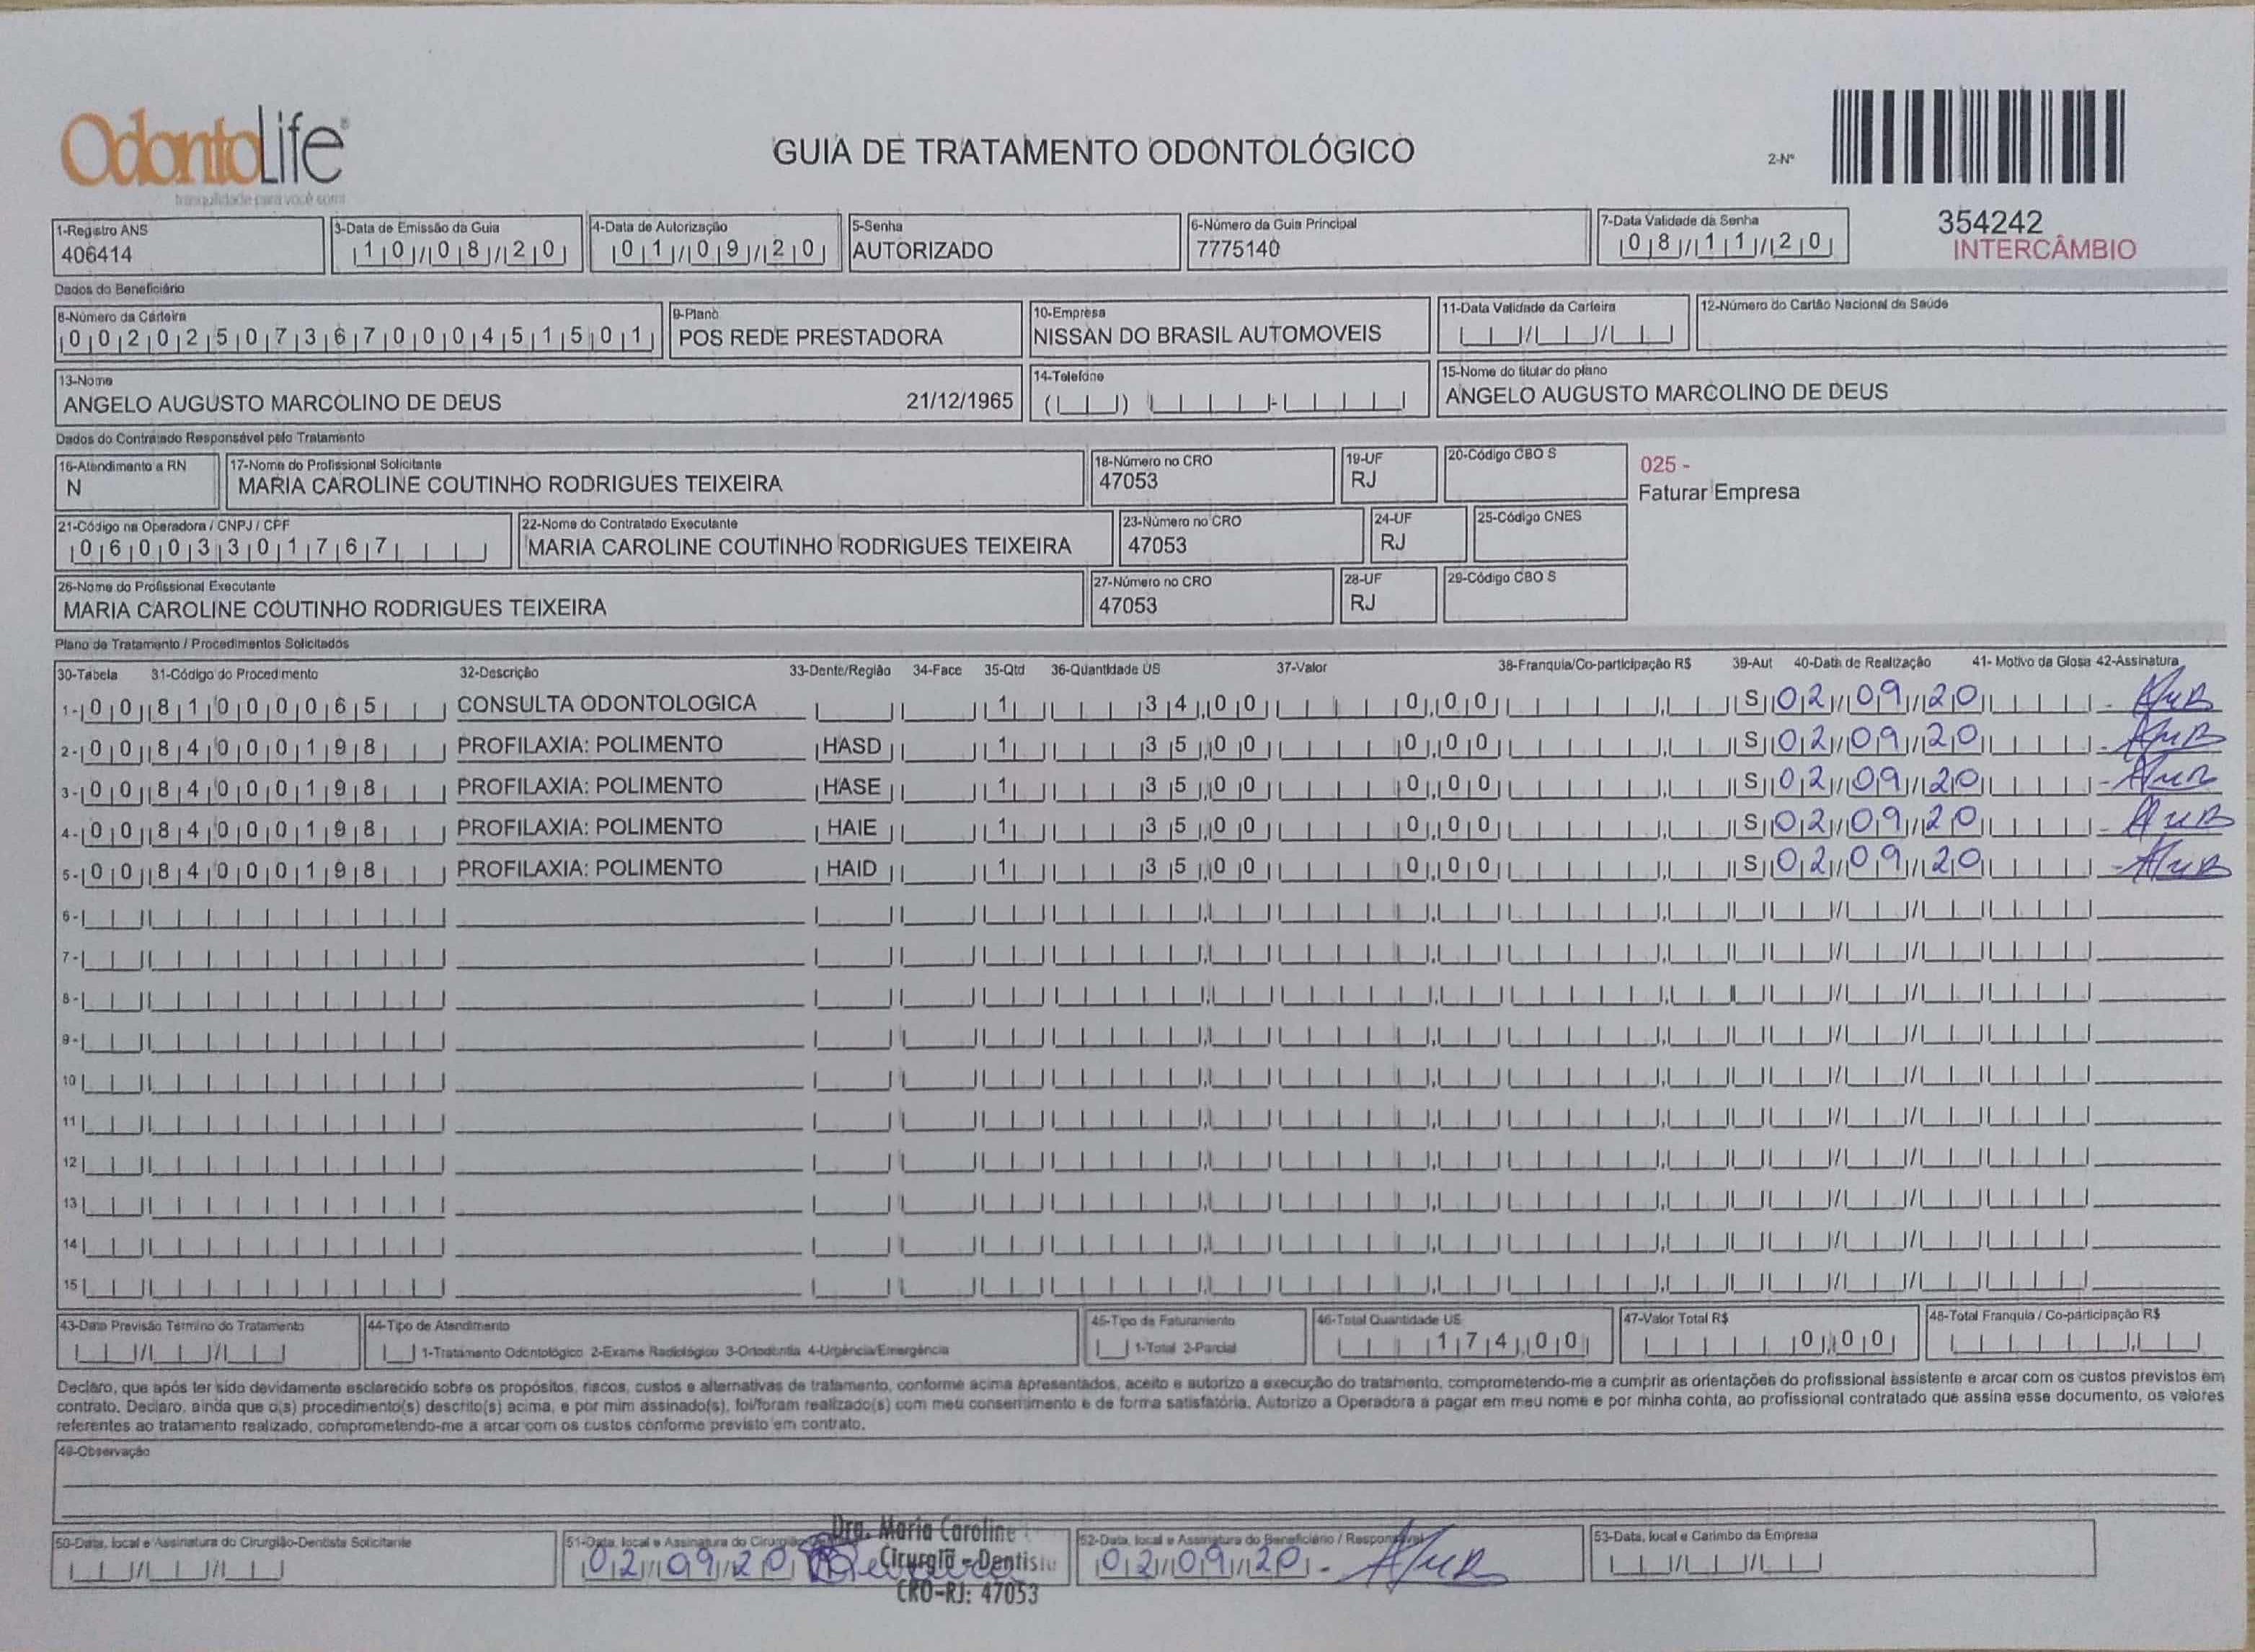 OdontoLife
tranquilidade para você sorrir
GUIA DE TRATAMENTO ODONTOLÓGICO
2-Nº
354242
INTERCÂMBIO
1-Registro ANS
406414
3-Data de Emissão da Guia
10/08/20
4-Data de Autorização
01/09/20
5-Senha
AUTORIZADO
6-Número da Guia Principal
7775140
7-Data Validade da Senha
08/11/20
Dados do Beneficiário
8-Número da Carteira
00202507367000451501
9-Plano
POS REDE PRESTADORA
10-Empresa
NISSAN DO BRASIL AUTOMOVEIS
11-Data Validade da Carteira
12-Número do Cartão Nacional de Saúde
13-Nome
ANGELO AUGUSTO MARCOLINO DE DEUS 21/12/1965
14-Telefone
15-Nome do titular do plano
ANGELO AUGUSTO MARCOLINO DE DEUS
Dados do Contratado Responsável pelo Tratamento
16-Atendimento a RN
N
17-Nome do Profissional Solicitante
MARIA CAROLINE COUTINHO RODRIGUES TEIXEIRA
18-Número no CRO
47053
19-UF
RJ
20-Código CBO S
025 -
Faturar Empresa
21-Código na Operadora / CNPJ / CPF
06003301767
22-Nome do Contratado Executante
MARIA CAROLINE COUTINHO RODRIGUES TEIXEIRA
23-Número no CRO
47053
24-UF
RJ
25-Código CNES
26-Nome do Profissional Executante
MARIA CAROLINE COUTINHO RODRIGUES TEIXEIRA
27-Número no CRO
47053
28-UF
RJ
29-Código CBO S
Plano de Tratamento / Procedimentos Solicitados
30-Tabela 31-Código do Procedimento 32-Descrição 33-Dente/Região 34-Face 35-Qtd 36-Quantidade US 37-Valor 38-Franquia/Co-participação R$ 39-Aut 40-Data de Realização 41- Motivo da Glosa 42-Assinatura
1- 00 81000065 CONSULTA ODONTOLOGICA 1 34,00 0,00 S 02/09/20
2- 00 84000198 PROFILAXIA: POLIMENTO HASD 1 35,00 0,00 S 02/09/20
3- 00 84000198 PROFILAXIA: POLIMENTO HASE 1 35,00 0,00 S 02/09/20
4- 00 84000198 PROFILAXIA: POLIMENTO HAIE 1 35,00 0,00 S 02/09/20
5- 00 84000198 PROFILAXIA: POLIMENTO HAID 1 35,00 0,00 S 02/09/20
6-
7-
8-
9-
10
11
12
13
14
15
43-Data Previsão Término do Tratamento
44-Tipo de Atendimento
1-Tratamento Odontológico 2-Exame Radiológico 3-Ortodontia 4-Urgência/Emergência
45-Tipo de Faturamento
1-Total 2-Parcial
46-Total Quantidade US
174,00
47-Valor Total R$
0,00
48-Total Franquia / Co-participação R$
Declaro, que após ter sido devidamente esclarecido sobre os propósitos, riscos, custos e alternativas de tratamento, conforme acima apresentados, aceito e autorizo a execução do tratamento, comprometendo-me a cumprir as orientações do profissional assistente e arcar com os custos previstos em
contrato. Declaro, ainda que o(s) procedimento(s) descrito(s) acima, e por mim assinado(s), foi/foram realizado(s) com meu consentimento e de forma satisfatória. Autorizo a Operadora a pagar em meu nome e por minha conta, ao profissional contratado que assina esse documento, os valores
referentes ao tratamento realizado, comprometendo-me a arcar com os custos conforme previsto em contrato.
49-Observação
50-Data, local e Assinatura do Cirurgião-Dentista Solicitante
51-Data, local e Assinatura do
02/09/20
Dra. Maria Caroline
Cirurgiã - Dentista
CRO-RJ: 47053
52-Data, local e Assinatura do Beneficiário / Responsável
02/09/20
53-Data, local e Carimbo da Empresa